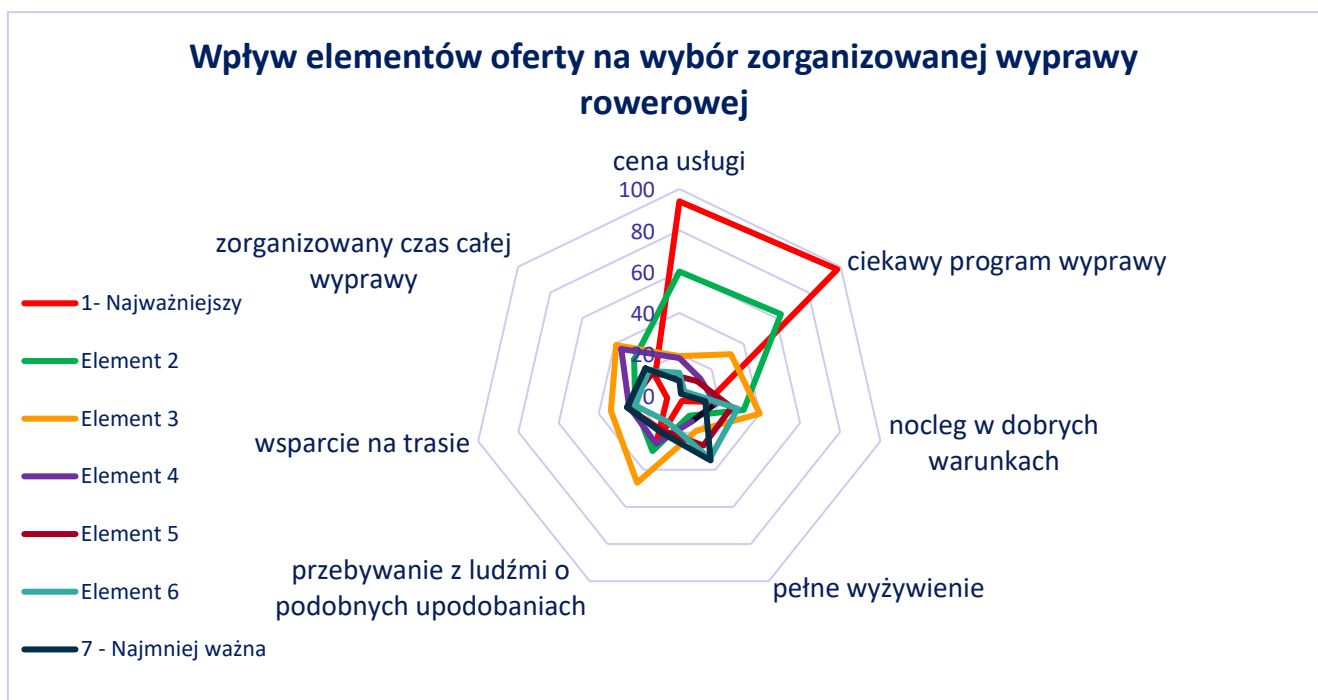 Wpływ elementów oferty na wybór zorganizowanej wyprawy
rowerowej
cena usługi
100
80
60
40
20
0
ciekawy program wyprawy
nocleg w dobrych
warunkach
pełne wyżywienie
przebywanie z ludźmi o
podobnych upodobaniach
wsparcie na trasie
zorganizowany czas całej
wyprawy
1- Najważniejszy
Element 2
Element 3
Element 4
Element 5
Element 6
7 - Najmniej ważna